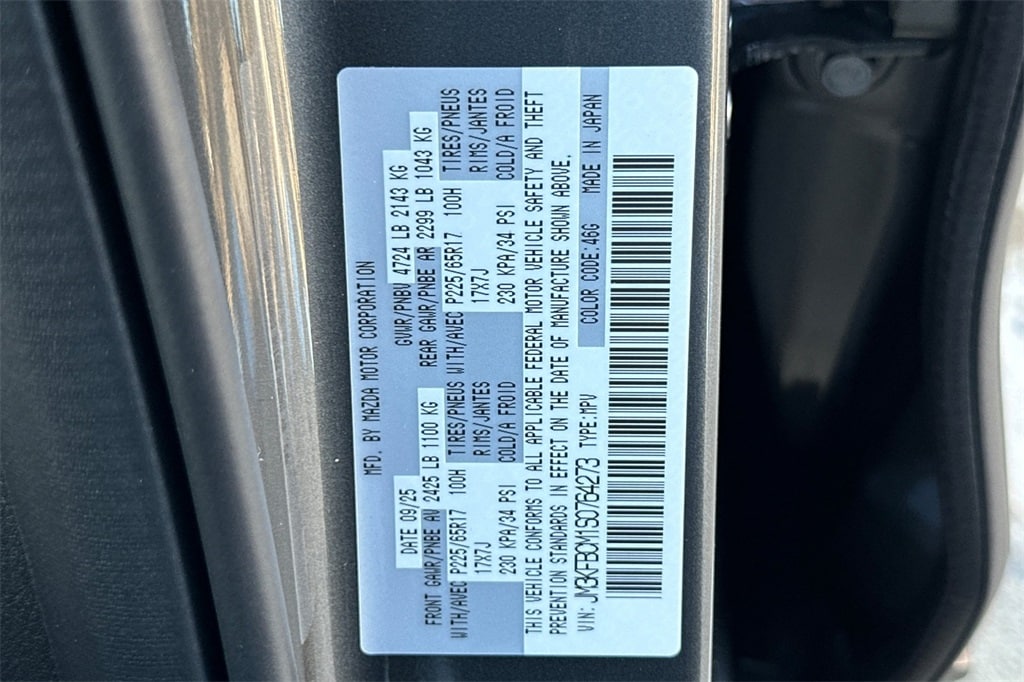 MFD. BY MAZDA MOTOR CORPORATION
DATE 09/25 GVWR/PNBV 4724 LB 2143 KG
FRONT GAWR/PNBE AV 2425 LB 1100 KG REAR GAWR/PNBE AR 2299 LB 1043 KG
WITH/AVEC P225/65R17 100H TIRES/PNEUS WITH/AVEC P225/65R17 100H TIRES/PNEUS
17X7J RIMS/JANTES 17X7J RIMS/JANTES
230 KPA/34 PSI COLD/A FROID 230 KPA/34 PSI COLD/A FROID
THIS VEHICLE CONFORMS TO ALL APPLICABLE FEDERAL MOTOR VEHICLE SAFETY AND THEFT
PREVENTION STANDARDS IN EFFECT ON THE DATE OF MANUFACTURE SHOWN ABOVE.
VIN: JM3KFBCM1S0764273 TYPE:MPV COLOR CODE:46G MADE IN JAPAN